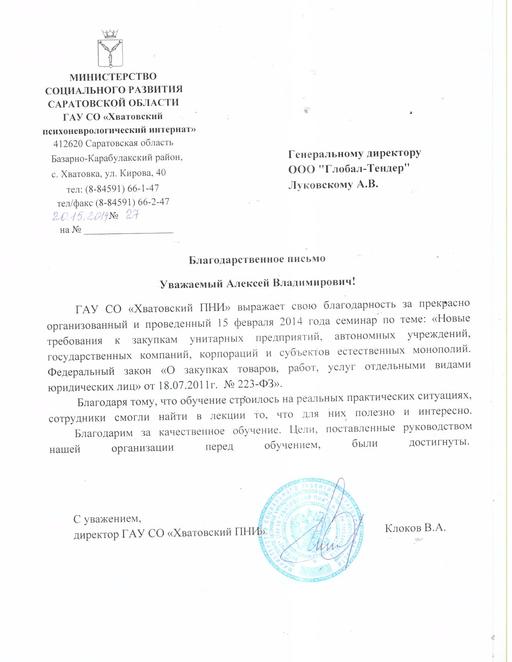 МИНИСТЕРСТВО
СОЦИАЛЬНОГО РАЗВИТИЯ
САРАТОВСКОЙ ОБЛАСТИ
ГАУ СО «Хватовский
психоневрологический интернат»
412620 Саратовская область
Базарно-Карабулакский район,
с. Хватовка, ул. Кирова, 40
тел: (8-84591) 66-1-47
тел/факс (8-84591) 66-2-47
№ 27
на №
Генеральному директору
ООО "Глобал-Тендер"
Луковскому А.В.
Благодарственное письмо
Уважаемый Алексей Владимирович!
ГАУ СО «Хватовский ПНИ» выражает свою благодарность за прекрасно
организованный и проведенный 15 февраля 2014 года семинар по теме: «Новые
требования к закупкам унитарных предприятий, автономных учреждений,
государственных компаний, корпораций и субъектов естественных монополий.
Федеральный закон «О закупках товаров, работ, услуг отдельными видами
юридических лиц» от 18.07.2011г. № 223-ФЗ».
Благодаря тому, что обучение строилось на реальных практических ситуациях,
сотрудники смогли найти в лекции то, что для них полезно и интересно.
Благодарим за качественное обучение. Цели, поставленные руководством
нашей организации перед обучением, были достигнуты.
С уважением,
директор ГАУ СО «Хватовский ПНИ»
Клоков В.А.